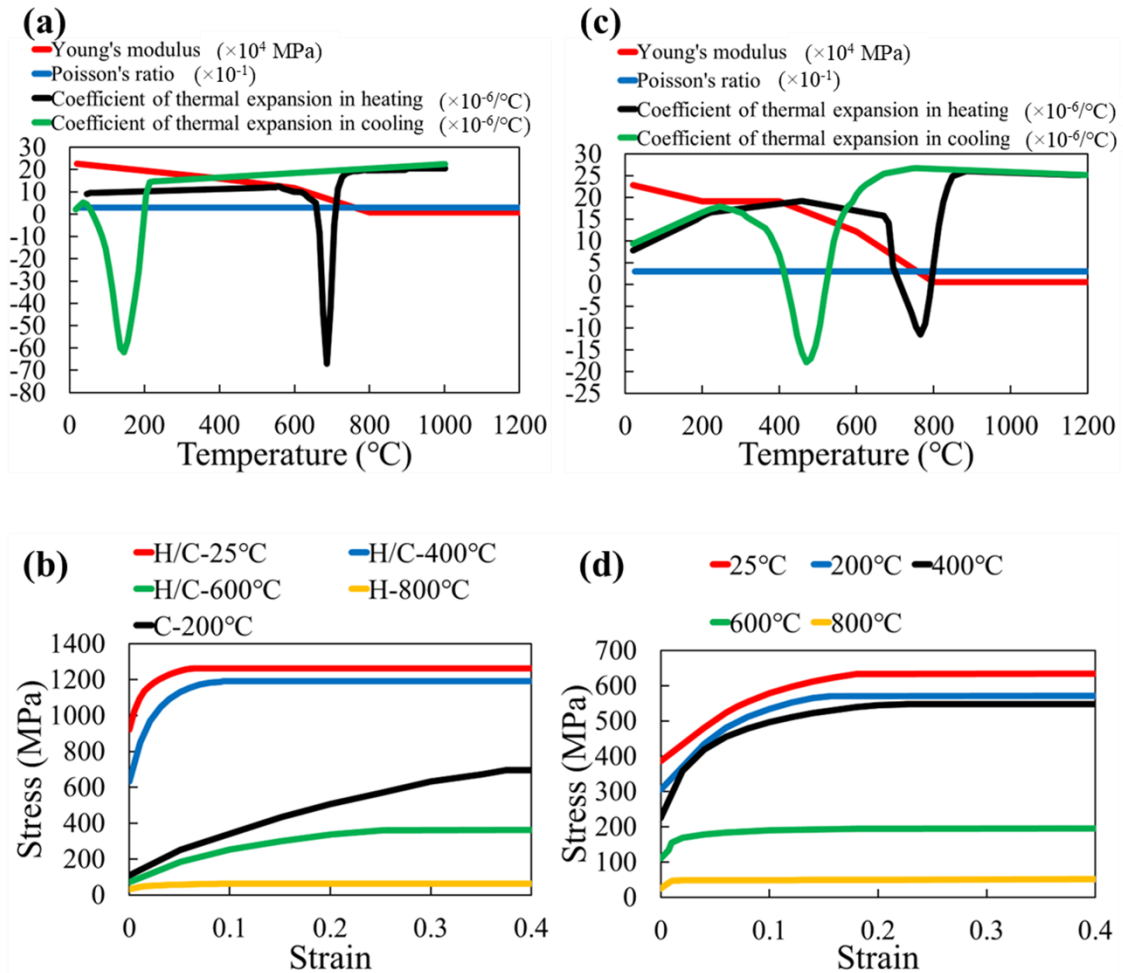 (a)
Young's modulus (×10⁴ MPa)
Poisson's ratio (×10⁻¹)
Coefficient of thermal expansion in heating (×10⁻⁶/°C)
Coefficient of thermal expansion in cooling (×10⁻⁶/°C)
30
20
10
0
-10
-20
-30
-40
-50
-60
-70
-80
0 200 400 600 800 1000 1200
Temperature (°C)
(c)
Young's modulus (×10⁴ MPa)
Poisson's ratio (×10⁻¹)
Coefficient of thermal expansion in heating (×10⁻⁶/°C)
Coefficient of thermal expansion in cooling (×10⁻⁶/°C)
30
25
20
15
10
5
0
-5
-10
-15
-20
-25
0 200 400 600 800 1000 1200
Temperature (°C)
(b)
H/C-25°C H/C-400°C
H/C-600°C H-800°C
C-200°C
Stress (MPa)
1400
1200
1000
800
600
400
200
0
0 0.1 0.2 0.3 0.4
Strain
(d)
25°C 200°C 400°C
600°C 800°C
Stress (MPa)
700
600
500
400
300
200
100
0
0 0.1 0.2 0.3 0.4
Strain